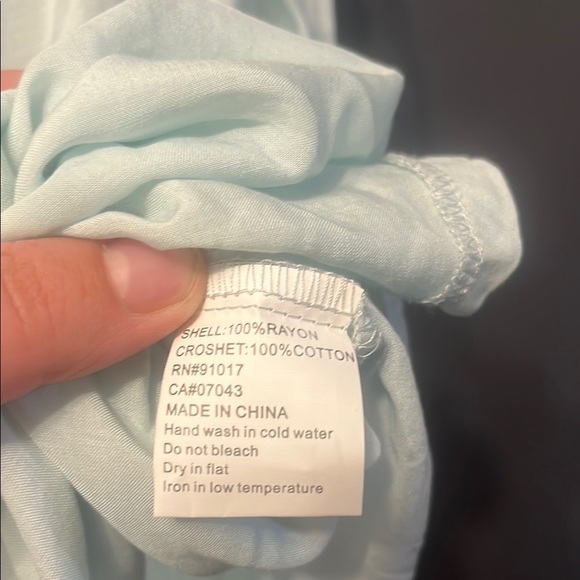 SHELL:100%RAYON
CROSHET:100%COTTON
RN#91017
CA#07043
MADE IN CHINA
Hand wash in cold water
Do not bleach
Dry in flat
Iron in low temperature